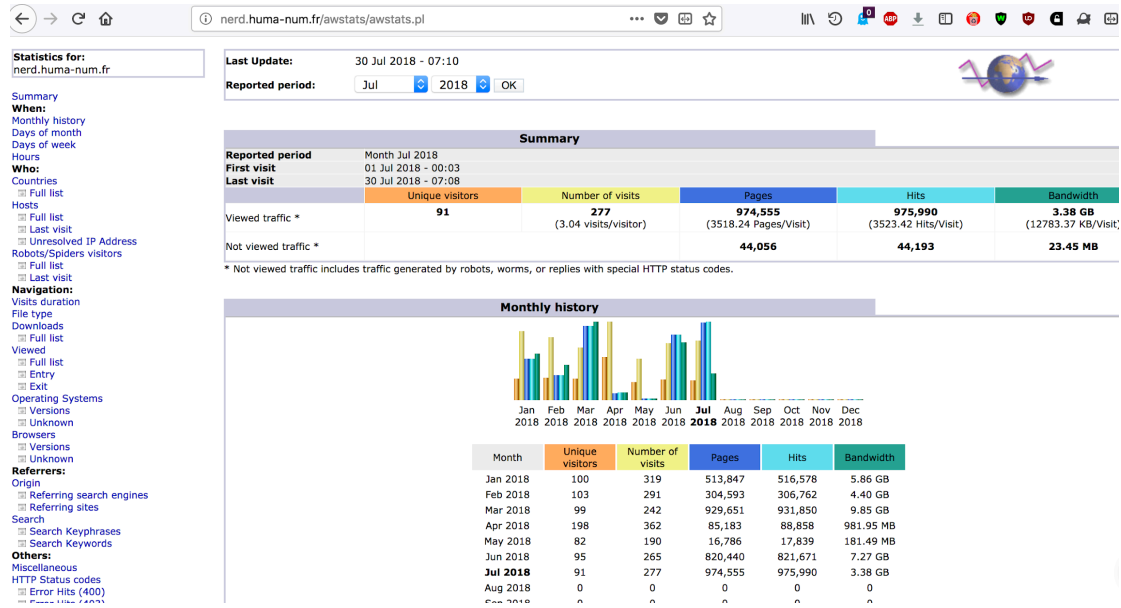 nerd.huma-num.fr/awstats/awstats.pl
0
ABP
Statistics for:
nerd.huma-num.fr
Summary
When:
Monthly history
Days of month
Days of week
Hours
Who:
Countries
Full list
Hosts
Full list
Last visit
Unresolved IP Address
Robots/Spiders visitors
Full list
Last visit
Navigation:
Visits duration
File type
Downloads
Full list
Viewed
Full list
Entry
Exit
Operating Systems
Versions
Unknown
Browsers
Versions
Unknown
Referrers:
Origin
Referring search engines
Referring sites
Search
Search Keyphrases
Search Keywords
Others:
Miscellaneous
HTTP Status codes
Error Hits (400)
Error Hits (403)
Last Update: 30 Jul 2018 - 07:10
Reported period: Jul 2018 OK
Summary
Reported period Month Jul 2018
First visit 01 Jul 2018 - 00:03
Last visit 30 Jul 2018 - 07:08
Unique visitors Number of visits Pages Hits Bandwidth
Viewed traffic * 91 277 974,555 975,990 3.38 GB
(3.04 visits/visitor) (3518.24 Pages/Visit) (3523.42 Hits/Visit) (12783.37 KB/Visit)
Not viewed traffic * 44,056 44,193 23.45 MB
* Not viewed traffic includes traffic generated by robots, worms, or replies with special HTTP status codes.
Monthly history
Jan Feb Mar Apr May Jun Jul Aug Sep Oct Nov Dec
2018 2018 2018 2018 2018 2018 2018 2018 2018 2018 2018 2018
Month Unique visitors Number of visits Pages Hits Bandwidth
Jan 2018 100 319 513,847 516,578 5.86 GB
Feb 2018 103 291 304,593 306,762 4.40 GB
Mar 2018 99 242 929,651 931,850 9.85 GB
Apr 2018 198 362 85,183 88,858 981.95 MB
May 2018 82 190 16,786 17,839 181.49 MB
Jun 2018 95 265 820,440 821,671 7.27 GB
Jul 2018 91 277 974,555 975,990 3.38 GB
Aug 2018 0 0 0 0 0
Sep 2018 0 0 0 0 0